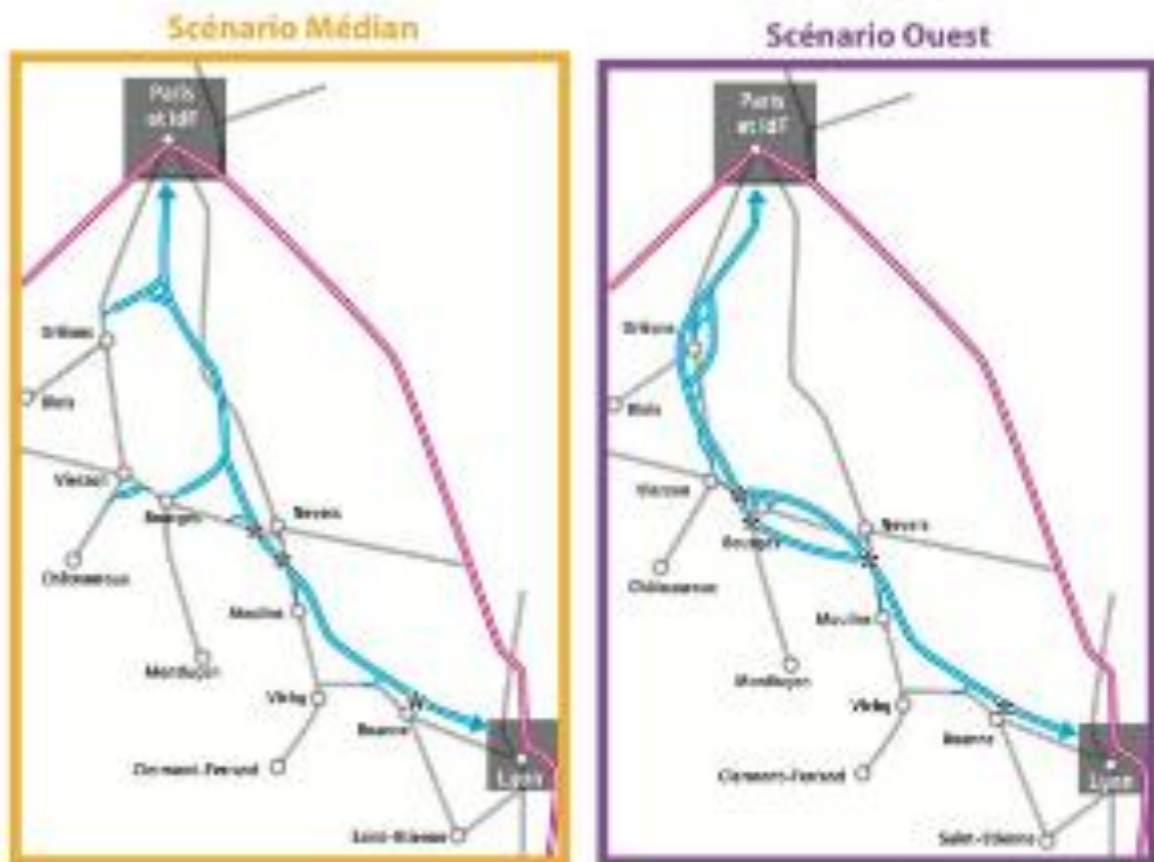 Scénario Médian
Paris
et IdF
Orléans
Blois
Vierzon
Bourges
Nevers
Châteauroux
Moulins
Montluçon
Vichy
Roanne
Clermont-Ferrand
Lyon
Saint-Etienne
Scénario Ouest
Paris
et IdF
Orléans
Blois
Vierzon
Bourges
Nevers
Châteauroux
Moulins
Montluçon
Vichy
Roanne
Clermont-Ferrand
Lyon
Saint-Etienne